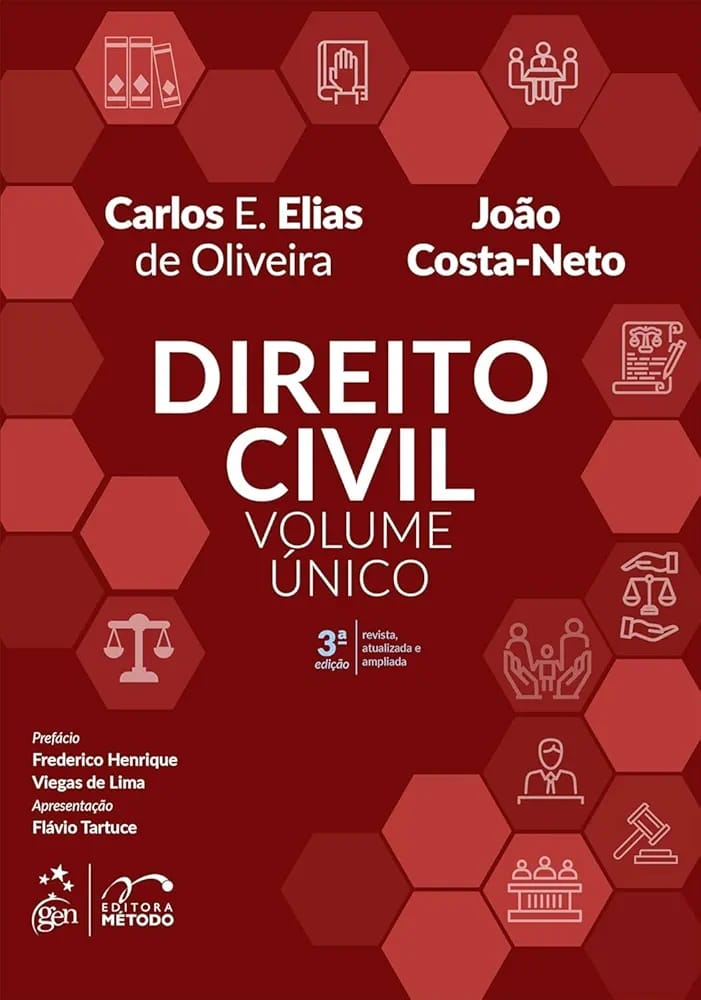 Carlos E. Elias
de Oliveira
João
Costa-Neto
DIREITO
CIVIL
VOLUME
ÚNICO
3ª
edição
revista,
atualizada e
ampliada
Prefácio
Frederico Henrique
Viegas de Lima
Apresentação
Flávio Tartuce
gen
EDITORA
MÉTODO